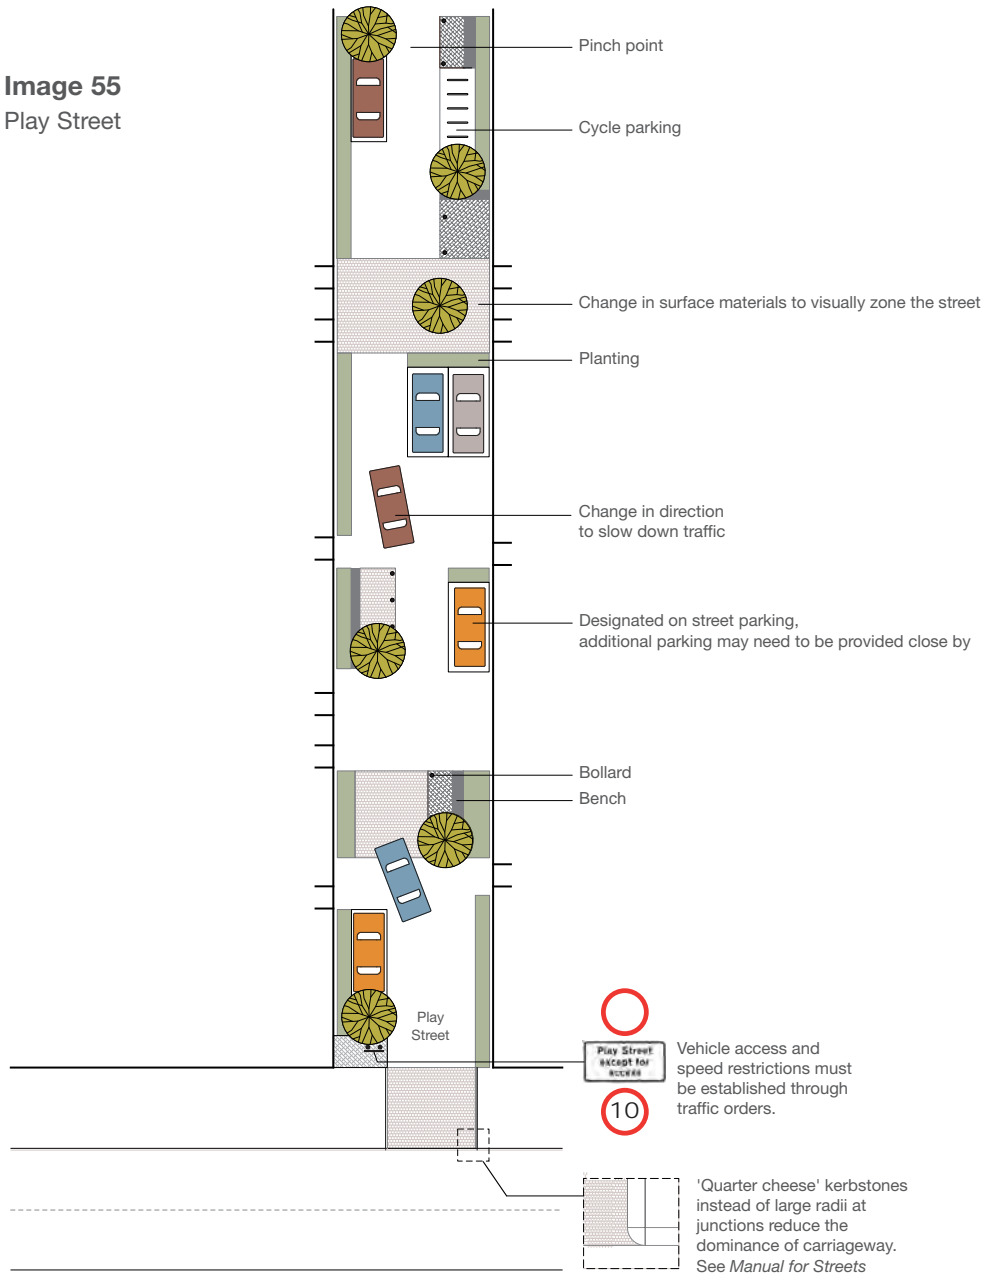 Image 55
Play Street
Pinch point
Cycle parking
Change in surface materials to visually zone the street
Planting
Change in direction
to slow down traffic
Designated on street parking,
additional parking may need to be provided close by
Bollard
Bench
Play
Street
Play Street
except for
access
10
Vehicle access and
speed restrictions must
be established through
traffic orders.
'Quarter cheese' kerbstones
instead of large radii at
junctions reduce the
dominance of carriageway.
See Manual for Streets